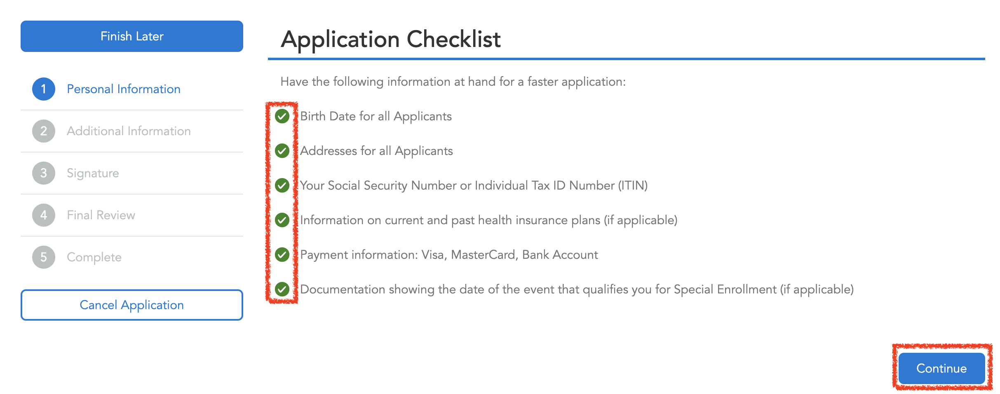 Finish Later
1 Personal Information
2 Additional Information
3 Signature
4 Final Review
5 Complete
Cancel Application
Application Checklist
Have the following information at hand for a faster application:
Birth Date for all Applicants
Addresses for all Applicants
Your Social Security Number or Individual Tax ID Number (ITIN)
Information on current and past health insurance plans (if applicable)
Payment information: Visa, MasterCard, Bank Account
Documentation showing the date of the event that qualifies you for Special Enrollment (if applicable)
Continue